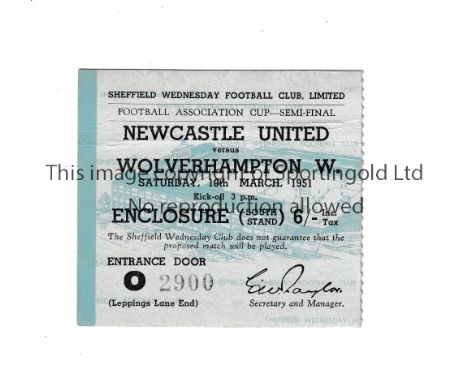 SHEFFIELD WEDNESDAY FOOTBALL CLUB, LIMITED
FOOTBALL ASSOCIATION CUP—SEMI-FINAL
NEWCASTLE UNITED
versus
WOLVERHAMPTON W.
This image copyright of Sportingold Ltd
SATURDAY, 10th MARCH, 1951
Kick-off 3 p.m.
No reproduction allowed
ENCLOSURE (SOUTH STAND) 6/- Incl Tax
The Sheffield Wednesday Club does not guarantee that the
proposed match will be played.
ENTRANCE DOOR
O 2900
(Leppings Lane End)
Secretary and Manager.
SHEFFIELD WEDNESDAY